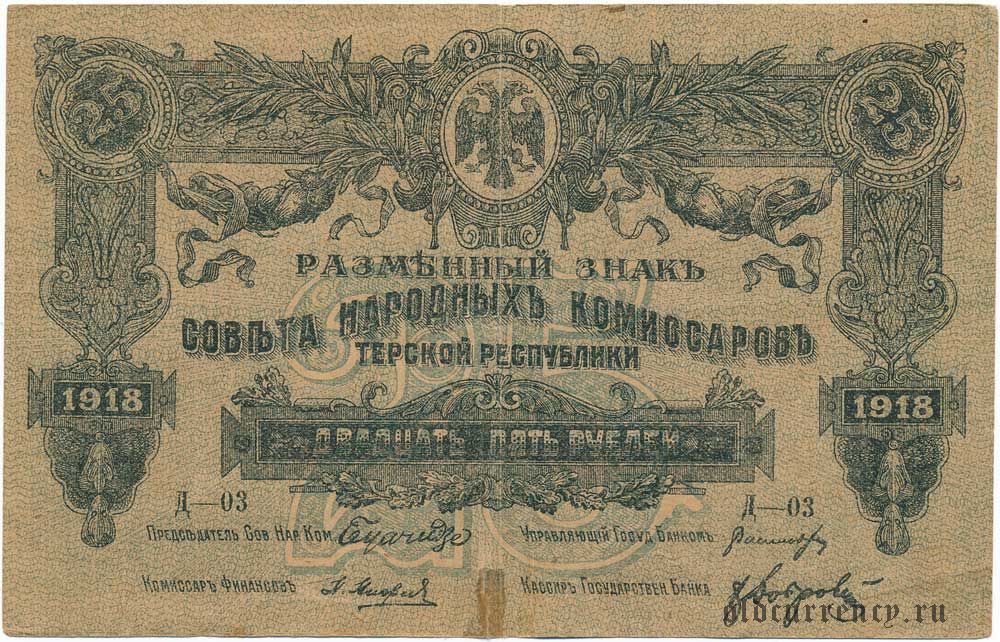 25 25
РАЗМѢННЫЙ ЗНАКЪ
СОВѢТА НАРОДНЫХЪ КОМИССАРОВЪ
ТЕРСКОЙ РЕСПУБЛИКИ
1918 1918
ДВАДЦАТЬ ПЯТЬ РУБЛЕЙ
Д—03 Д—03
ПРЕДСѢДАТЕЛЬ СОВ НАР КОМ. УПРАВЛЯЮЩІЙ ГОСУД БАНКОМЪ
КОМИССАРЪ ФИНАНСОВЪ КАССИРЪ ГОСУДАРСТВЕН. БАНКА
oldcurrency.ru